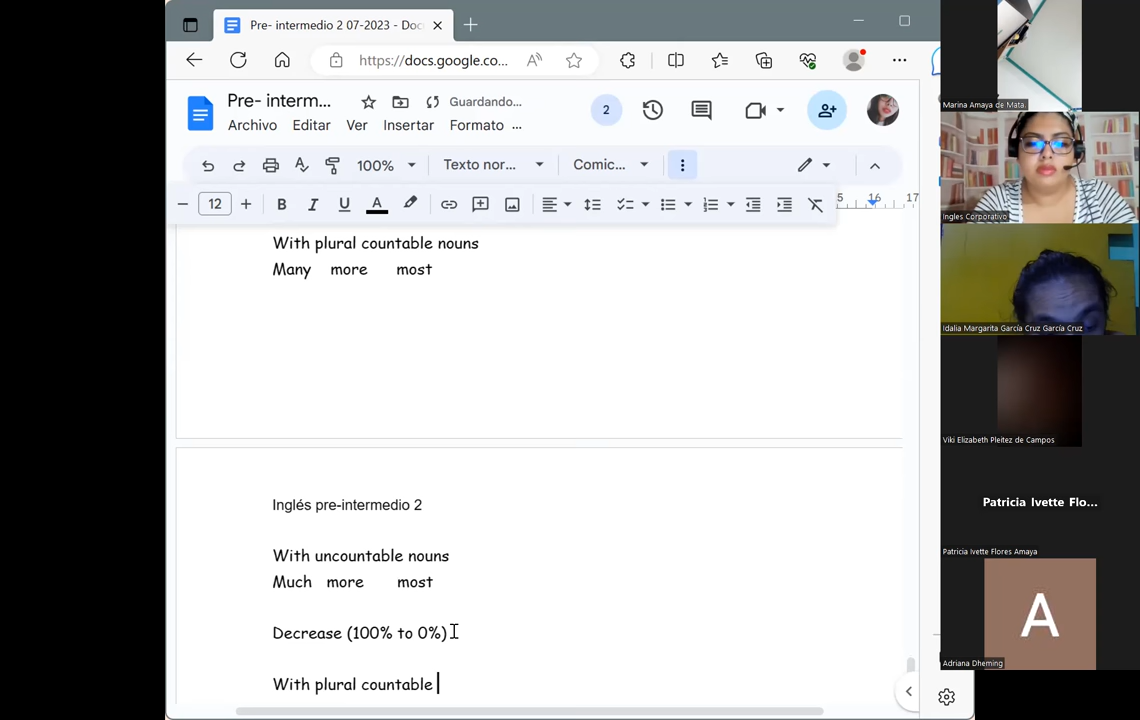 Pre- intermedio 2 07-2023 - Doc
https://docs.google.co...
Pre- interm...
Guardando...
2
Archivo Editar Ver Insertar Formato ...
100% Texto nor... Comic...
12 B I U A
5 16 17
With plural countable nouns
Many more most
Inglés pre-intermedio 2
With uncountable nouns
Much more most
Decrease (100% to 0%)
With plural countable
Marina Amaya de Mata.
Ingles Corporativo
Idalia Margarita García Cruz García Cruz
Viki Elizabeth Pleitez de Campos
Patricia Ivette Flo...
Patricia Ivette Flores Amaya
A
Adriana Dheming